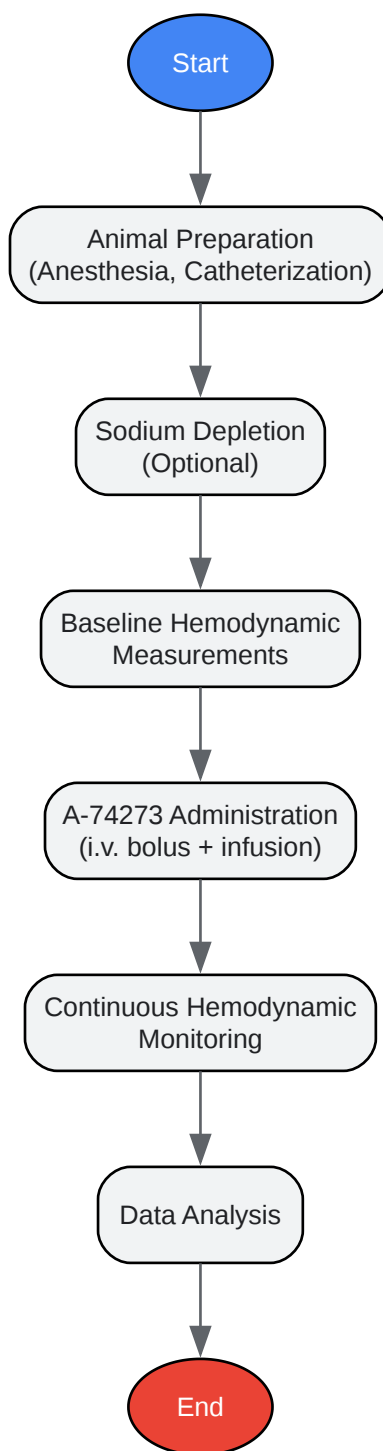 Start
Animal Preparation
(Anesthesia, Catheterization)
Sodium Depletion
(Optional)
Baseline Hemodynamic
Measurements
A-74273 Administration
(i.v. bolus + infusion)
Continuous Hemodynamic
Monitoring
Data Analysis
End